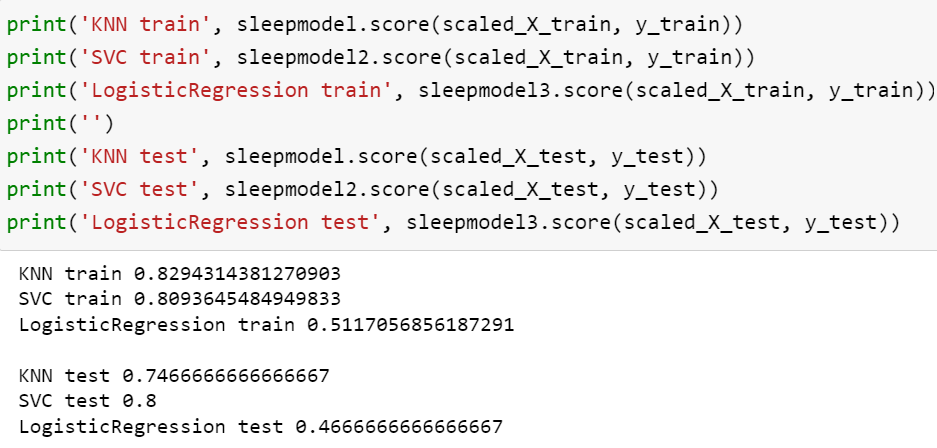 print('KNN train', sleepmodel.score(scaled_X_train, y_train))
print('SVC train', sleepmodel2.score(scaled_X_train, y_train))
print('LogisticRegression train', sleepmodel3.score(scaled_X_train, y_train))
print('')
print('KNN test', sleepmodel.score(scaled_X_test, y_test))
print('SVC test', sleepmodel2.score(scaled_X_test, y_test))
print('LogisticRegression test', sleepmodel3.score(scaled_X_test, y_test))
KNN train 0.8294314381270903
SVC train 0.8093645484949833
LogisticRegression train 0.5117056856187291
KNN test 0.7466666666666667
SVC test 0.8
LogisticRegression test 0.4666666666666667